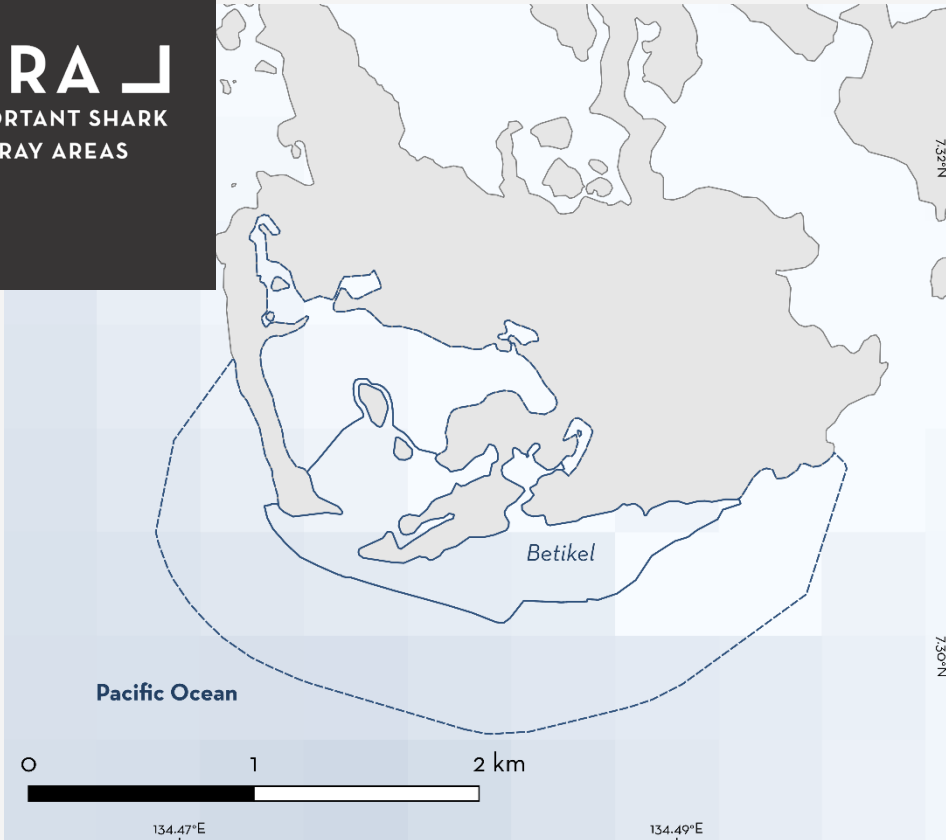 RA
ORTANT SHARK
RAY AREAS
7.32°N
Betikel
7.30°N
Pacific Ocean
0 1 2 km
134.47°E 134.49°E